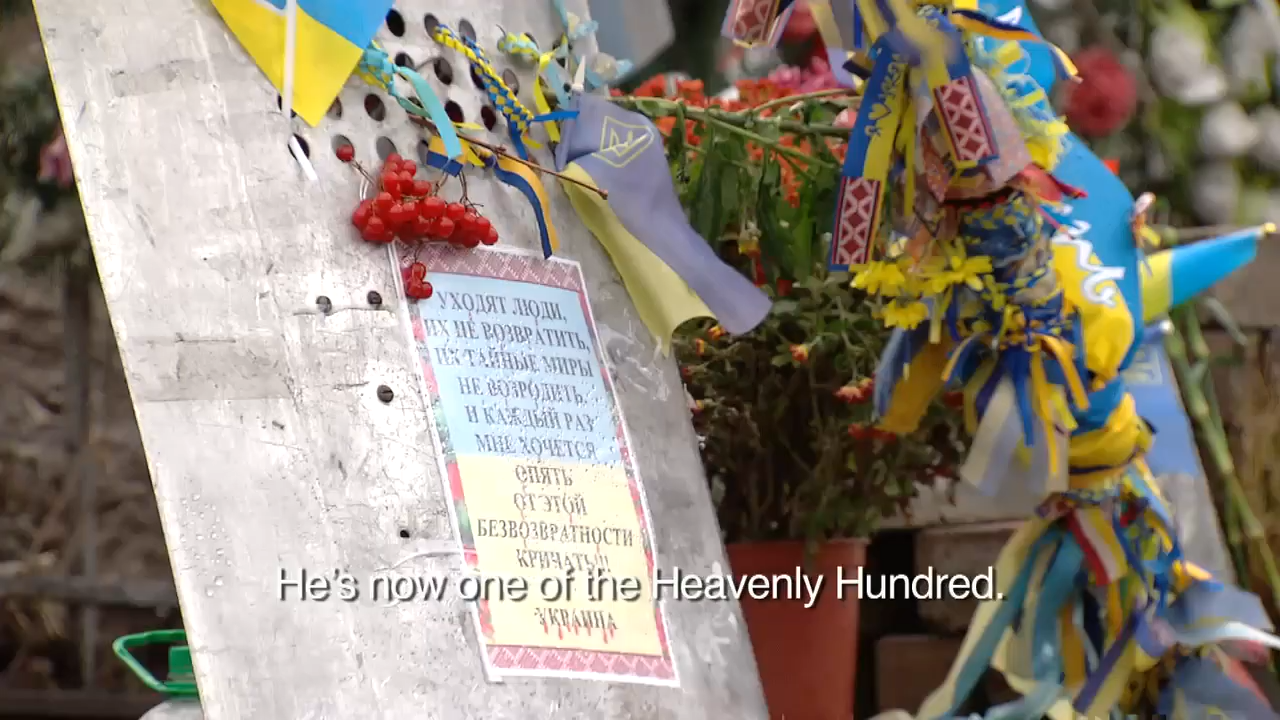 УХОДЯТ ЛЮДИ,
ИХ НЕ ВОЗВРАТИТЬ,
ИХ ТАЙНЫЕ МИРЫ
НЕ ВОЗРОДИТЬ.
И КАЖДЫЙ РАЗ
МНЕ ХОЧЕТСЯ
ОПЯТЬ
ОТ ЭТОЙ
БЕЗВОЗВРАТНОСТИ
КРИЧАТЬ!!!
УКРАИНА
He's now one of the Heavenly Hundred.